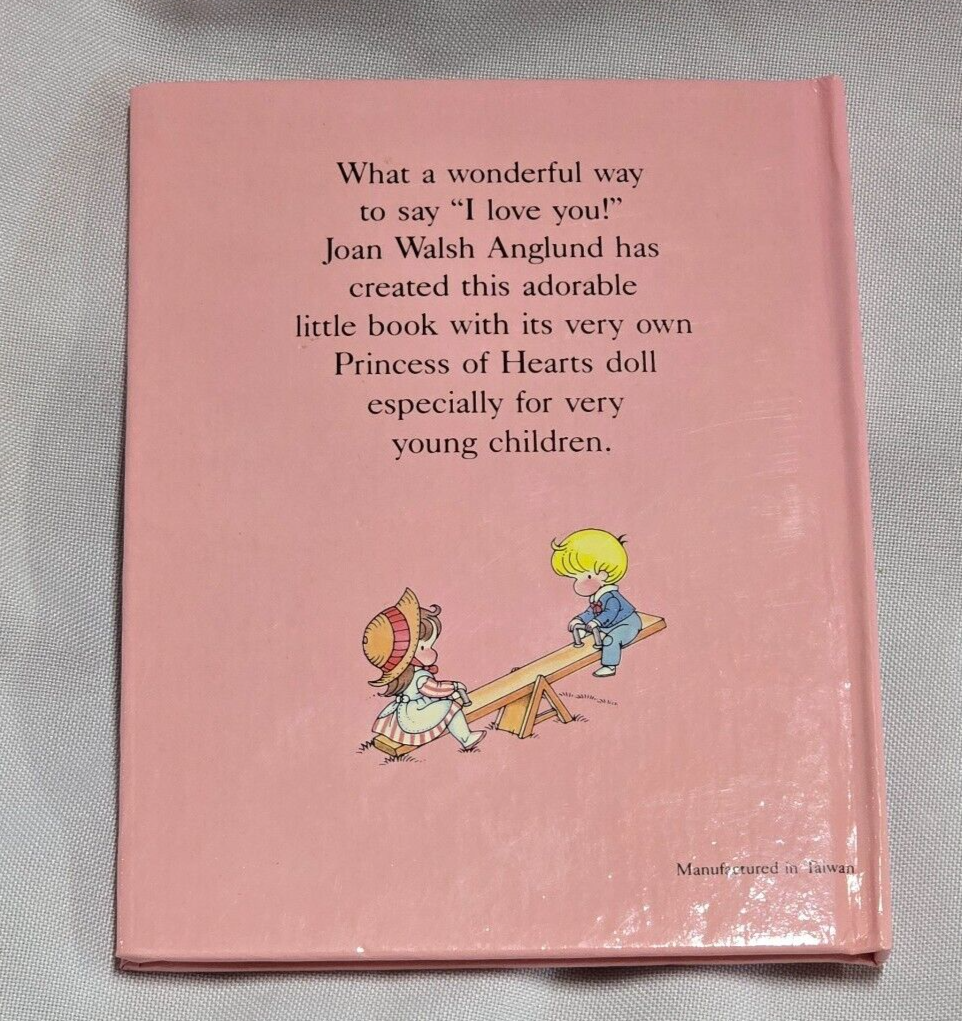 What a wonderful way
to say “I love you!”
Joan Walsh Anglund has
created this adorable
little book with its very own
Princess of Hearts doll
especially for very
young children.
Manufactured in Taiwan